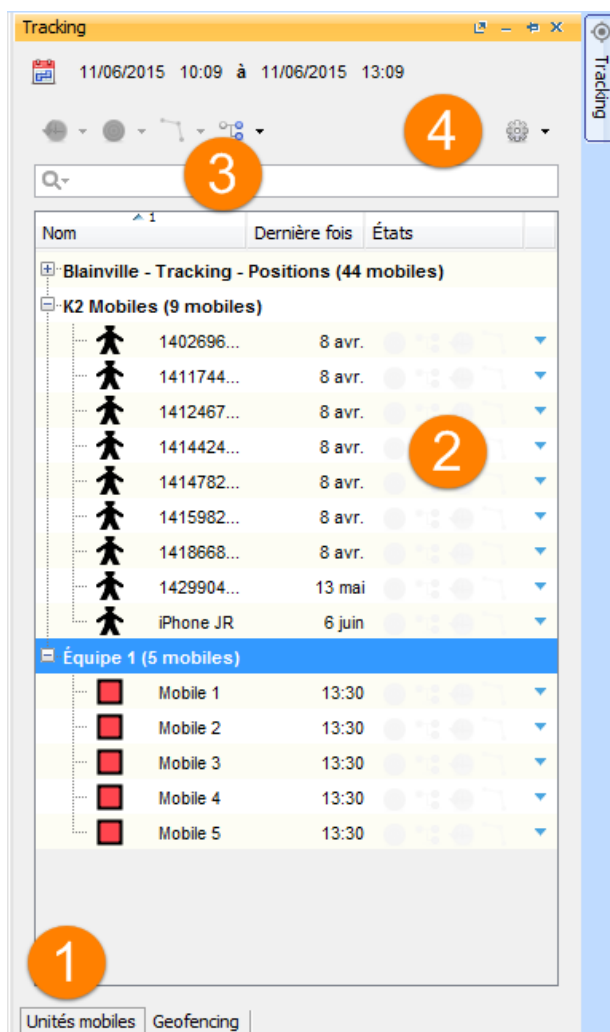 Tracking
Tracking
11/06/2015 10:09 à 11/06/2015 13:09
4
3
1
Nom Dernière fois États
Blainville - Tracking - Positions (44 mobiles)
K2 Mobiles (9 mobiles)
1402696... 8 avr.
1411744... 8 avr.
1412467... 8 avr.
1414424... 8 avr.
2
1414782... 8 avr.
1415982... 8 avr.
1418668... 8 avr.
1429904... 13 mai
iPhone JR 6 juin
Équipe 1 (5 mobiles)
Mobile 1 13:30
Mobile 2 13:30
Mobile 3 13:30
Mobile 4 13:30
Mobile 5 13:30
1
Unités mobiles Geofencing